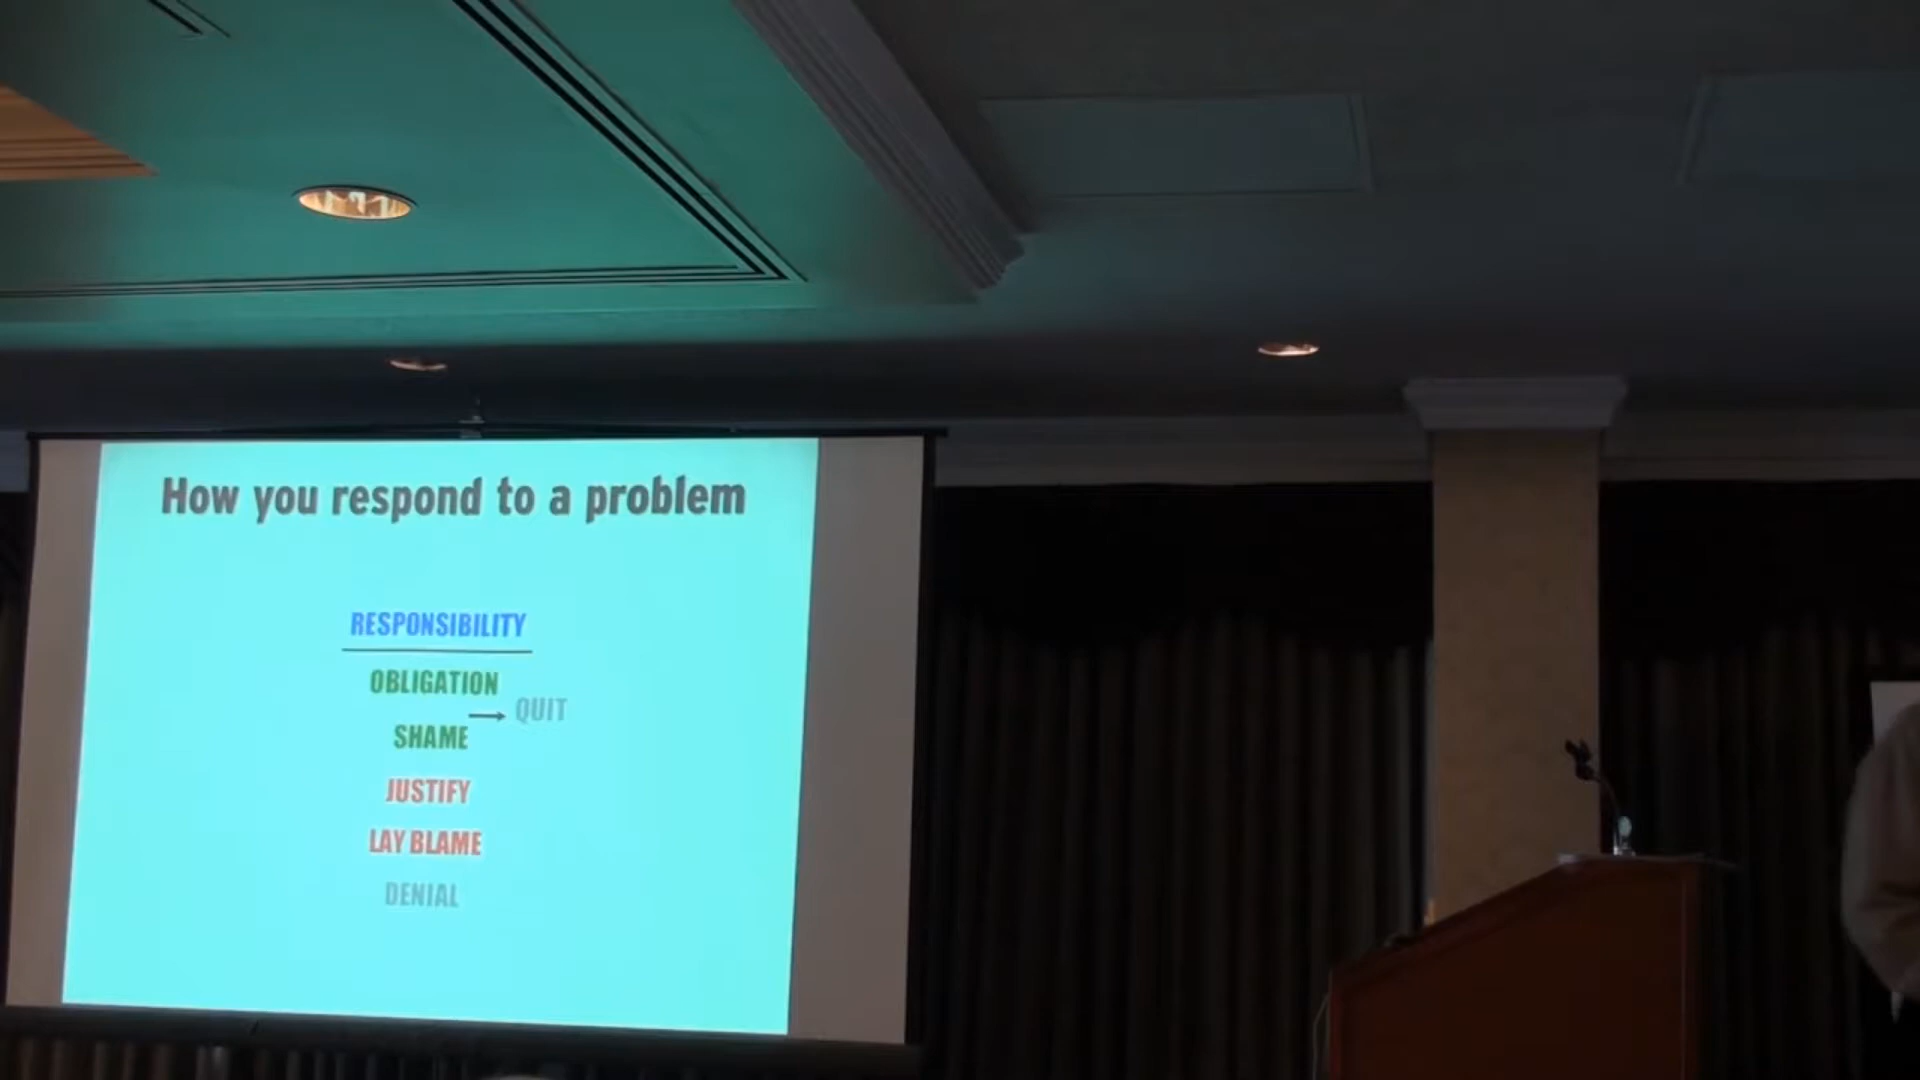 How you respond to a problem
RESPONSIBILITY
OBLIGATION
→ QUIT
SHAME
JUSTIFY
LAY BLAME
DENIAL